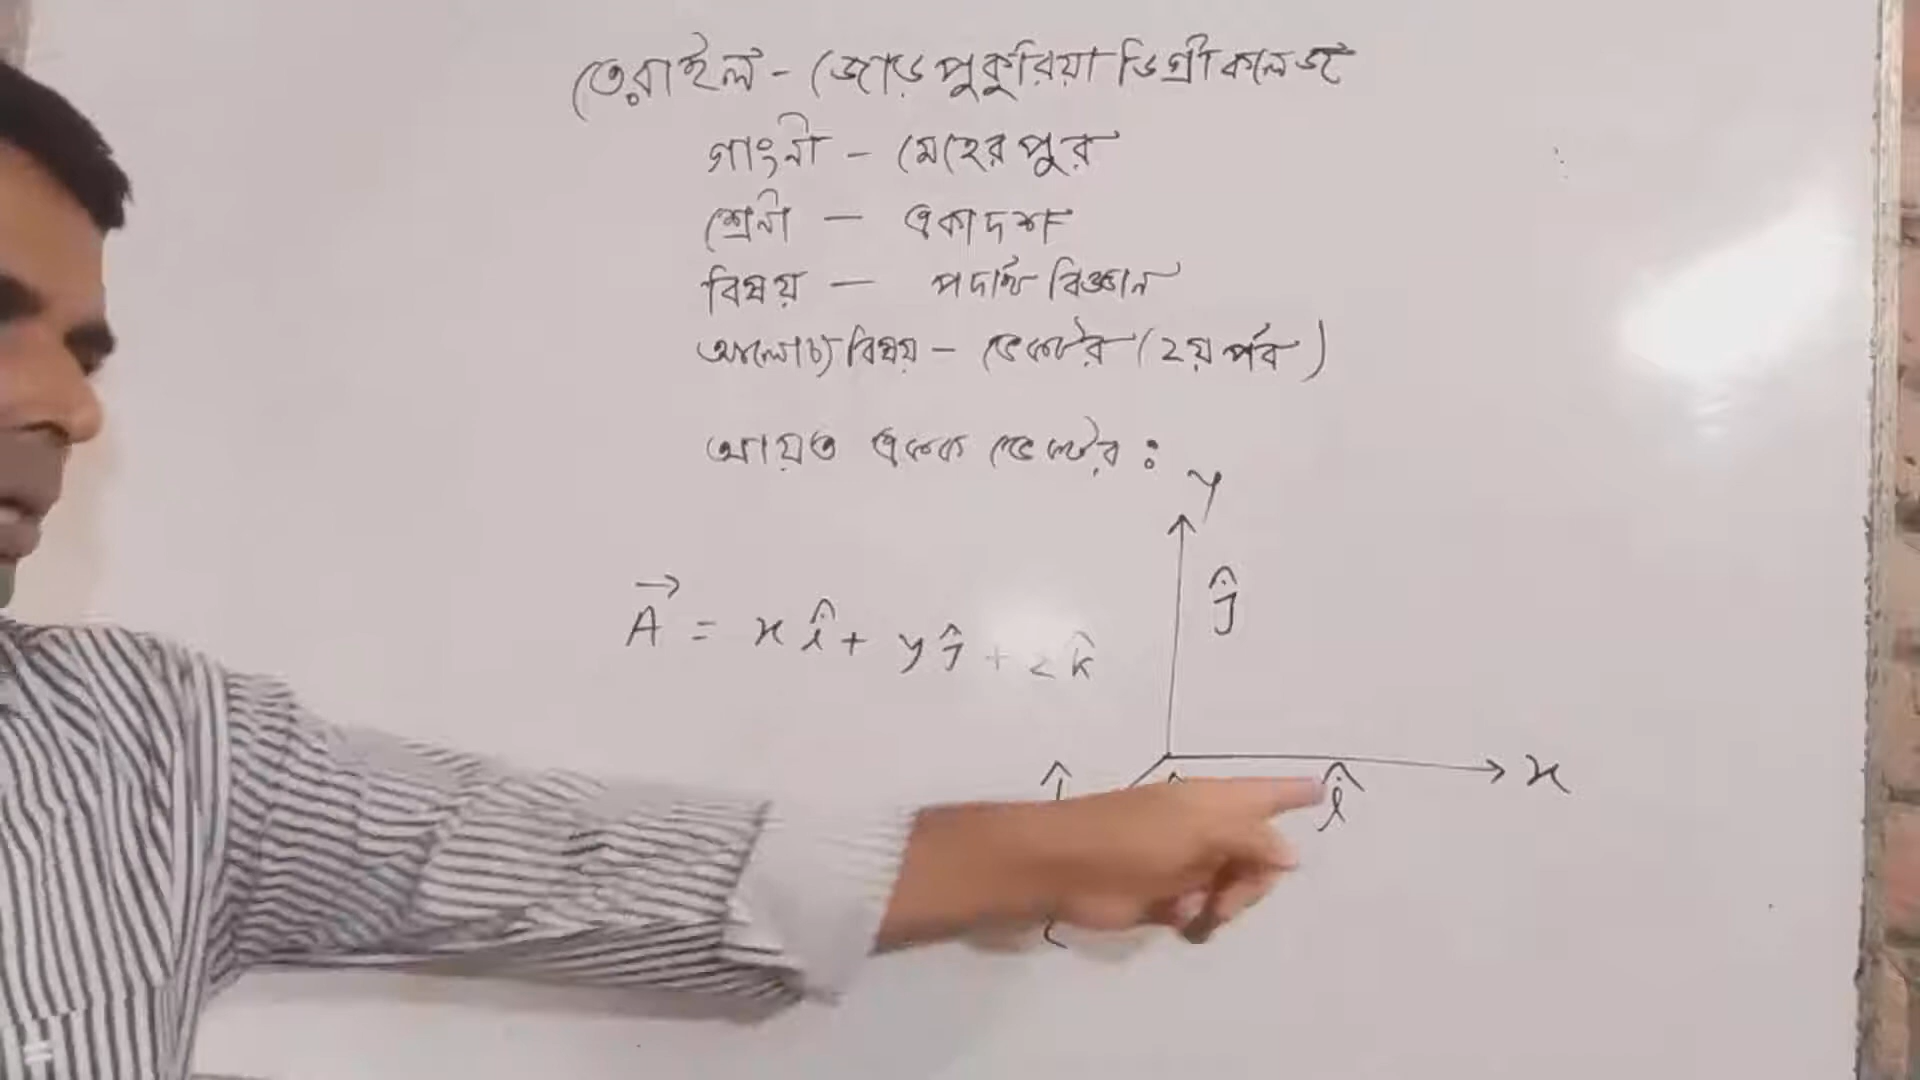 তেরাইল - জোড়পুকুরিয়া ডিগ্রী কলেজ
গাংনী - মেহেরপুর
শ্রেনী - একাদশ
বিষয় - পদার্থ বিজ্ঞান
আলোচ্য বিষয় - ভেক্টর (২য় পর্ব)
আয়ত একক ভেক্টর :
y
ĵ
A⃗ = x î + y ĵ + z k̂
x
î